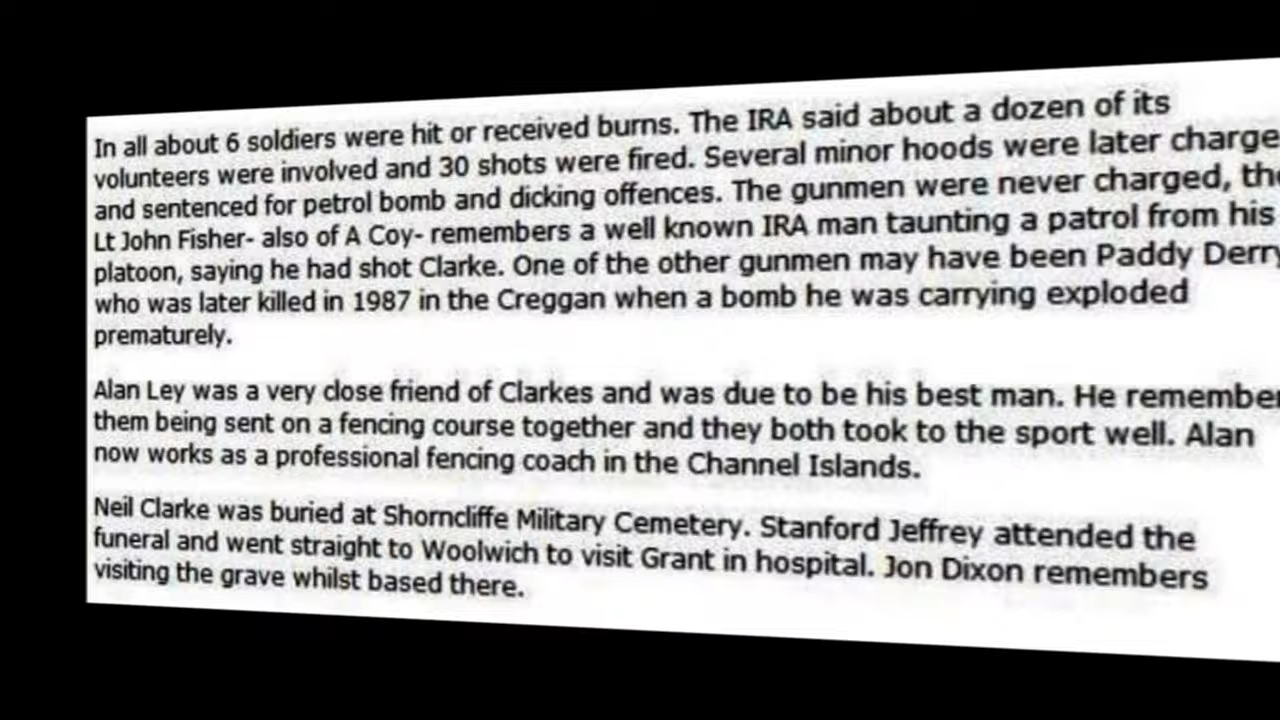 In all about 6 soldiers were hit or received burns. The IRA said about a dozen of its
volunteers were involved and 30 shots were fired. Several minor hoods were later charge
and sentenced for petrol bomb and dicking offences. The gunmen were never charged, the
Lt John Fisher- also of A Coy- remembers a well known IRA man taunting a patrol from his
platoon, saying he had shot Clarke. One of the other gunmen may have been Paddy Derry
who was later killed in 1987 in the Creggan when a bomb he was carrying exploded
prematurely.
Alan Ley was a very close friend of Clarkes and was due to be his best man. He remember
them being sent on a fencing course together and they both took to the sport well. Alan
now works as a professional fencing coach in the Channel Islands.
Neil Clarke was buried at Shorncliffe Military Cemetery. Stanford Jeffrey attended the
funeral and went straight to Woolwich to visit Grant in hospital. Jon Dixon remembers
visiting the grave whilst based there.